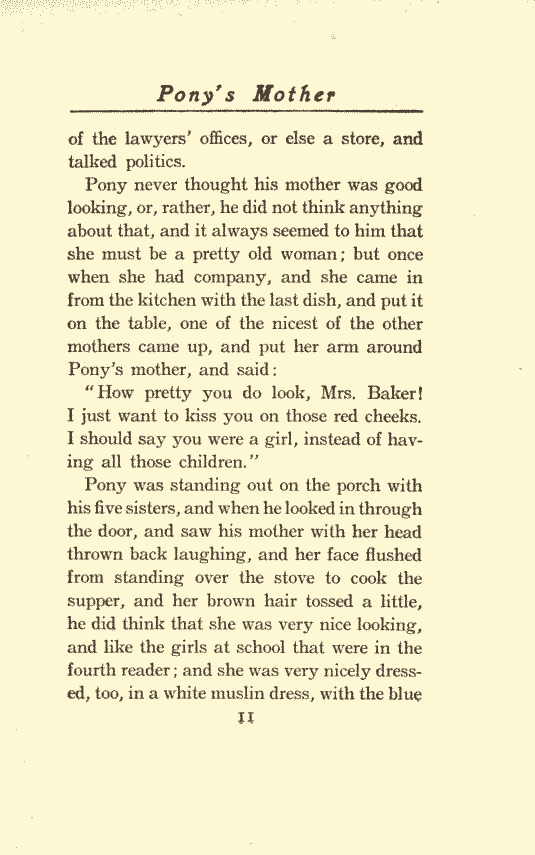 Pony's Mother
of the lawyers' offices, or else a store, and
talked politics.
Pony never thought his mother was good
looking, or, rather, he did not think anything
about that, and it always seemed to him that
she must be a pretty old woman; but once
when she had company, and she came in
from the kitchen with the last dish, and put it
on the table, one of the nicest of the other
mothers came up, and put her arm around
Pony's mother, and said:
"How pretty you do look, Mrs. Baker!
I just want to kiss you on those red cheeks.
I should say you were a girl, instead of hav-
ing all those children."
Pony was standing out on the porch with
his five sisters, and when he looked in through
the door, and saw his mother with her head
thrown back laughing, and her face flushed
from standing over the stove to cook the
supper, and her brown hair tossed a little,
he did think that she was very nice looking,
and like the girls at school that were in the
fourth reader; and she was very nicely dress-
ed, too, in a white muslin dress, with the blue
11